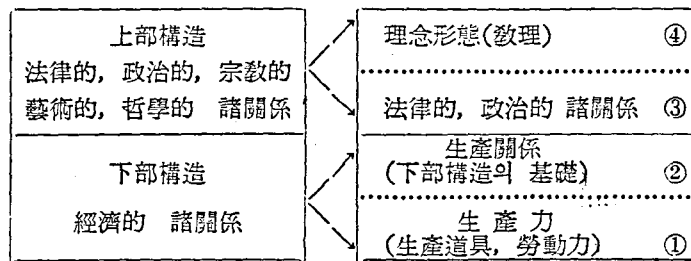 上部構造
法律的, 政治的, 宗敎的
藝術的, 哲學的 諸關係
下部構造
經濟的 諸關係
理念形態(敎理) ④
法律的, 政治的 諸關係 ③
生產關係
(下部構造의 基礎) ②
生 產 力
(生產道具, 勞動力) ①